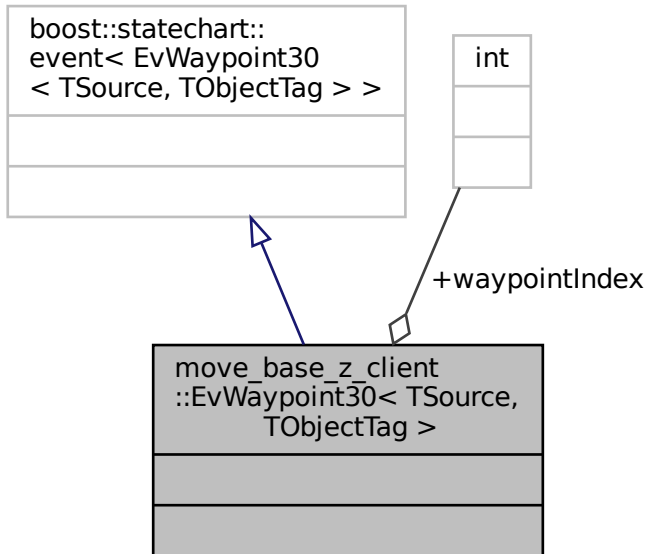 boost::statechart::
event< EvWaypoint30
< TSource, TObjectTag > >
int
+waypointIndex
move_base_z_client
::EvWaypoint30< TSource,
TObjectTag >